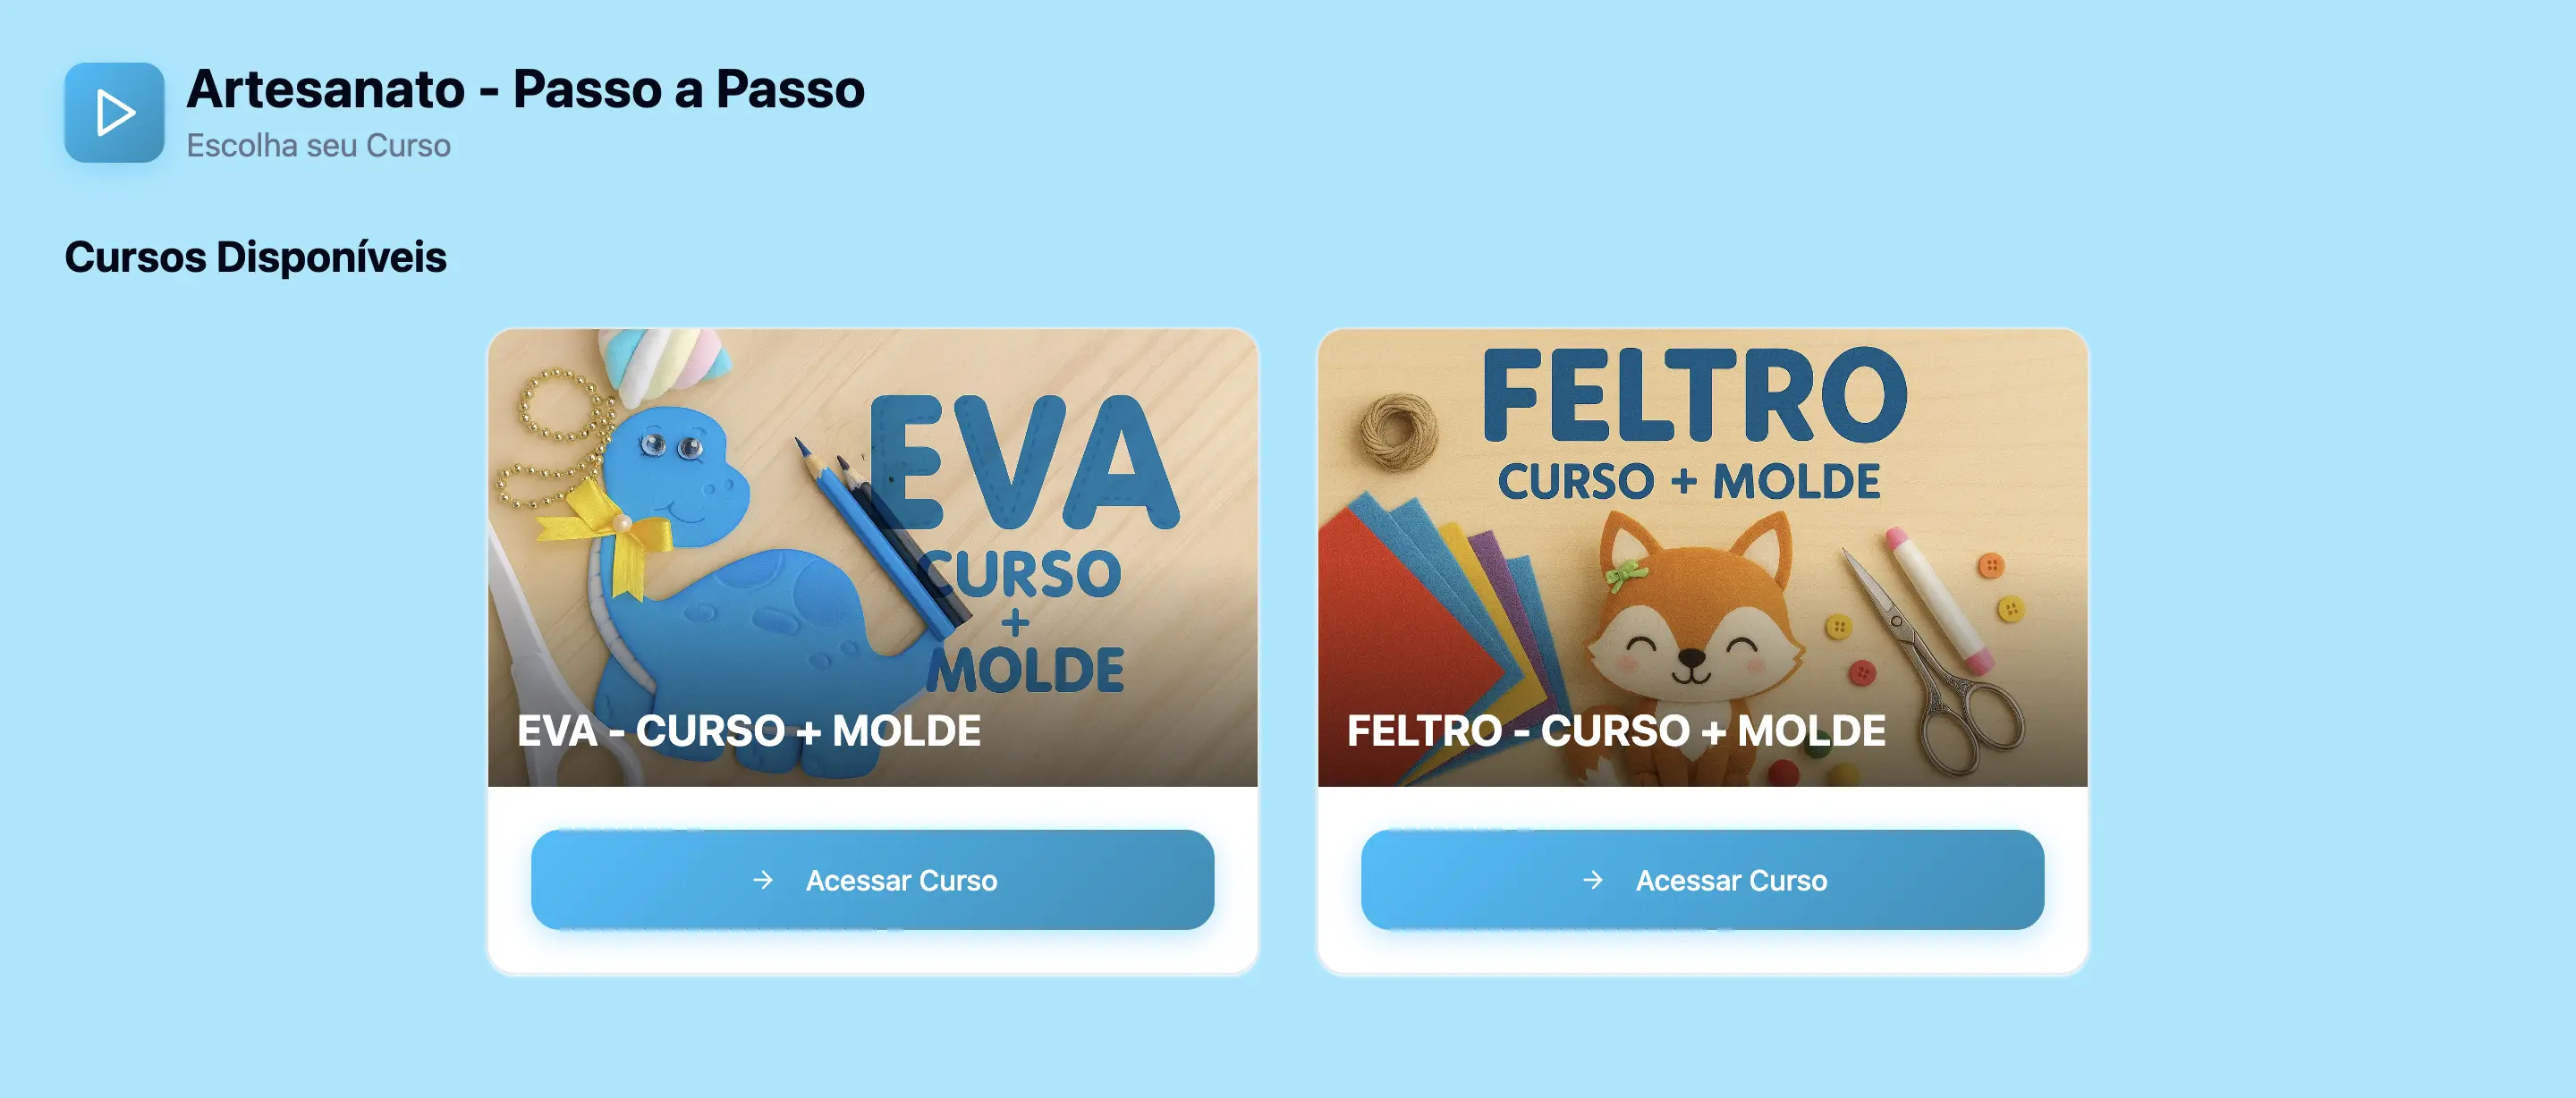 Artesanato - Passo a Passo
Escolha seu Curso
Cursos Disponíveis
EVA
CURSO
+
MOLDE
EVA - CURSO + MOLDE
Acessar Curso
FELTRO
CURSO + MOLDE
FELTRO - CURSO + MOLDE
Acessar Curso